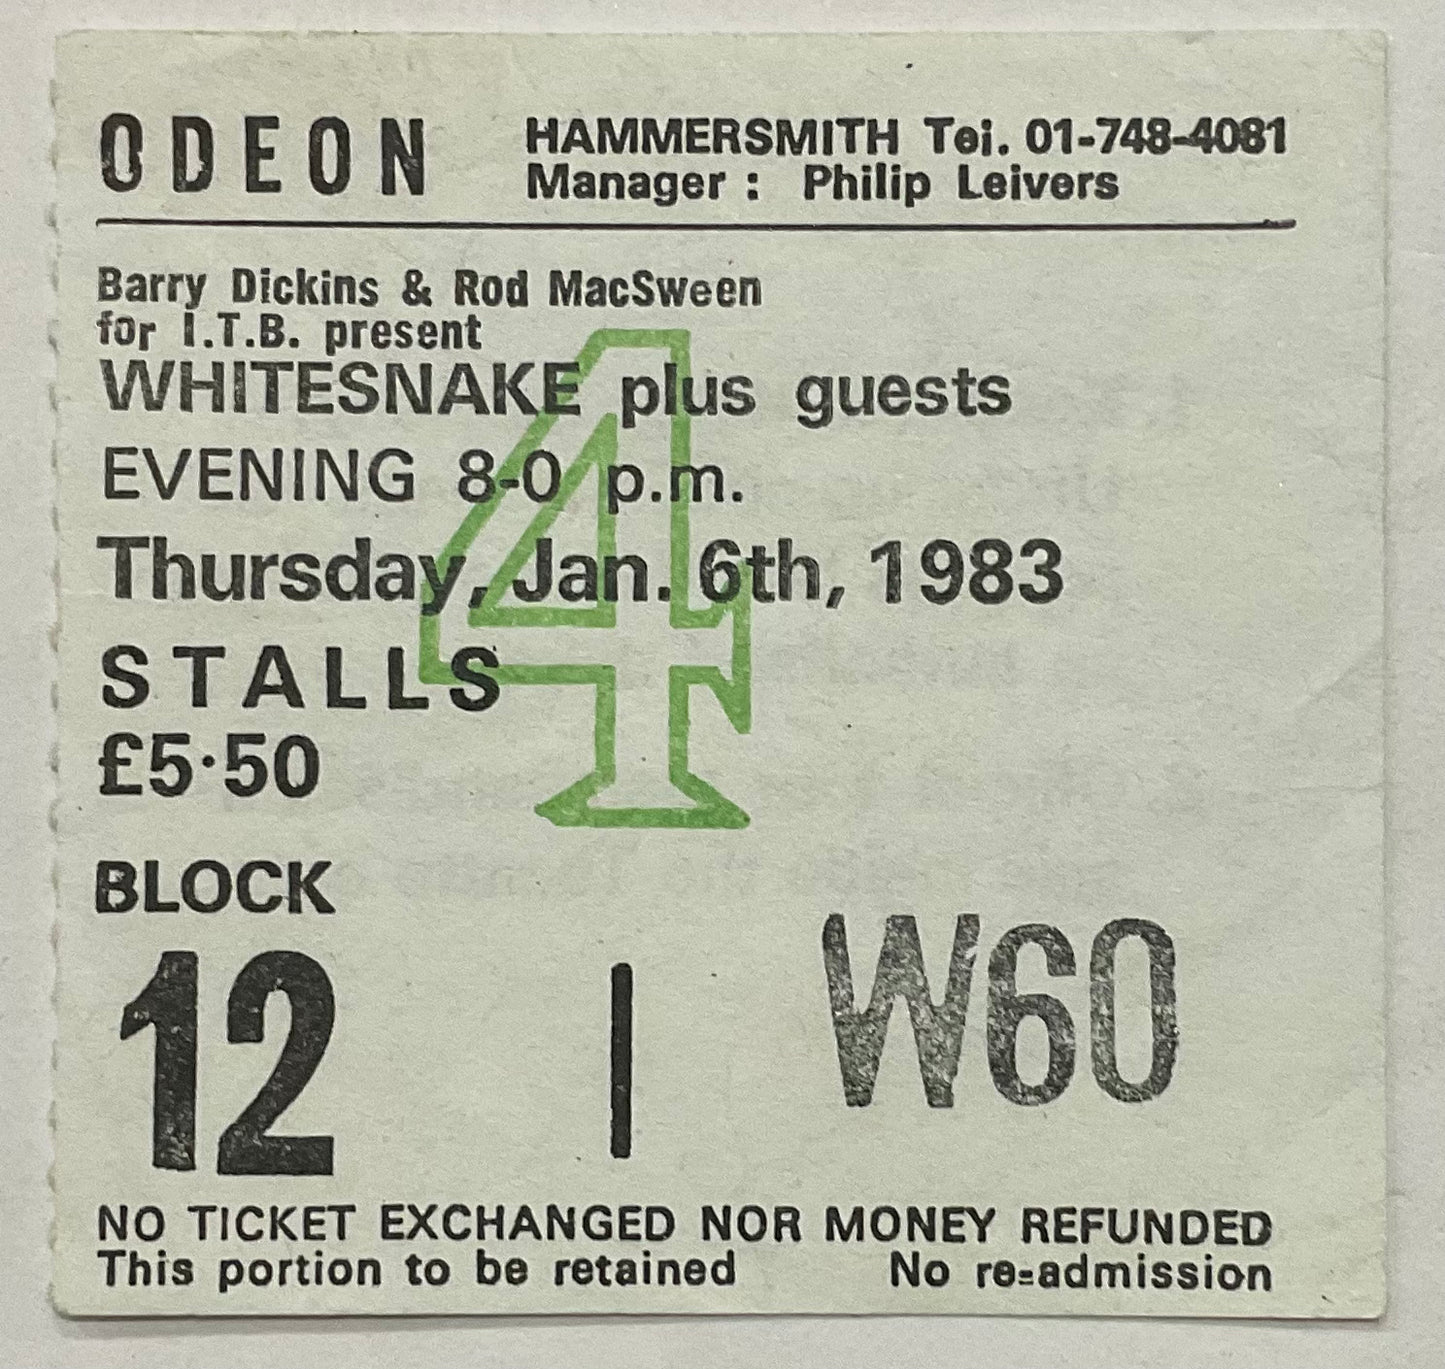 ODEON
HAMMERSMITH Tel. 01-748-4081
Manager : Philip Leivers
Barry Dickins & Rod MacSween
for I.T.B. present
WHITESNAKE plus guests
EVENING 8-0 p.m.
Thursday, Jan. 6th, 1983
4
STALLS
£5·50
BLOCK
12 | W60
NO TICKET EXCHANGED NOR MONEY REFUNDED
This portion to be retained No re-admission